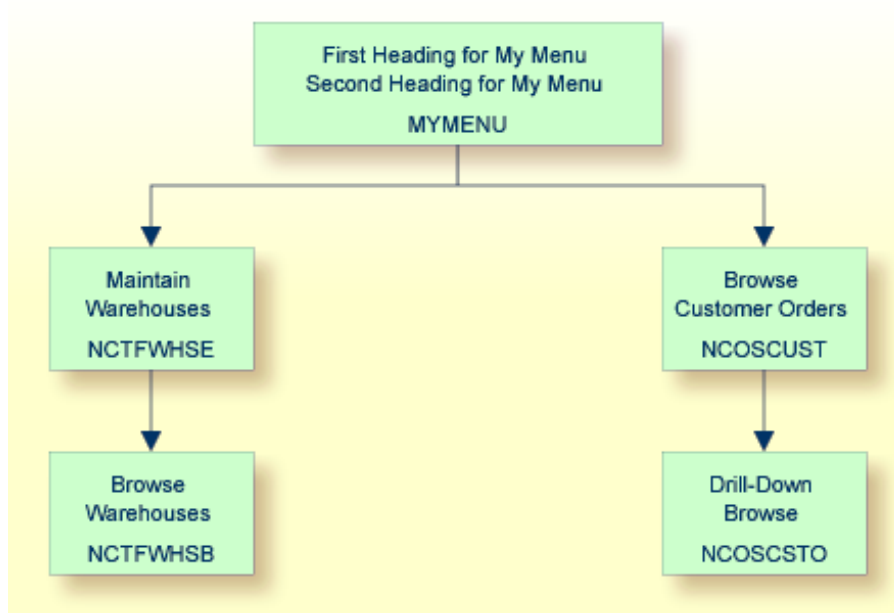 First Heading for My Menu
Second Heading for My Menu
MYMENU
Maintain
Warehouses
NCTFWHSE
Browse
Customer Orders
NCOSCUST
Browse
Warehouses
NCTFWHSB
Drill-Down
Browse
NCOSCSTO